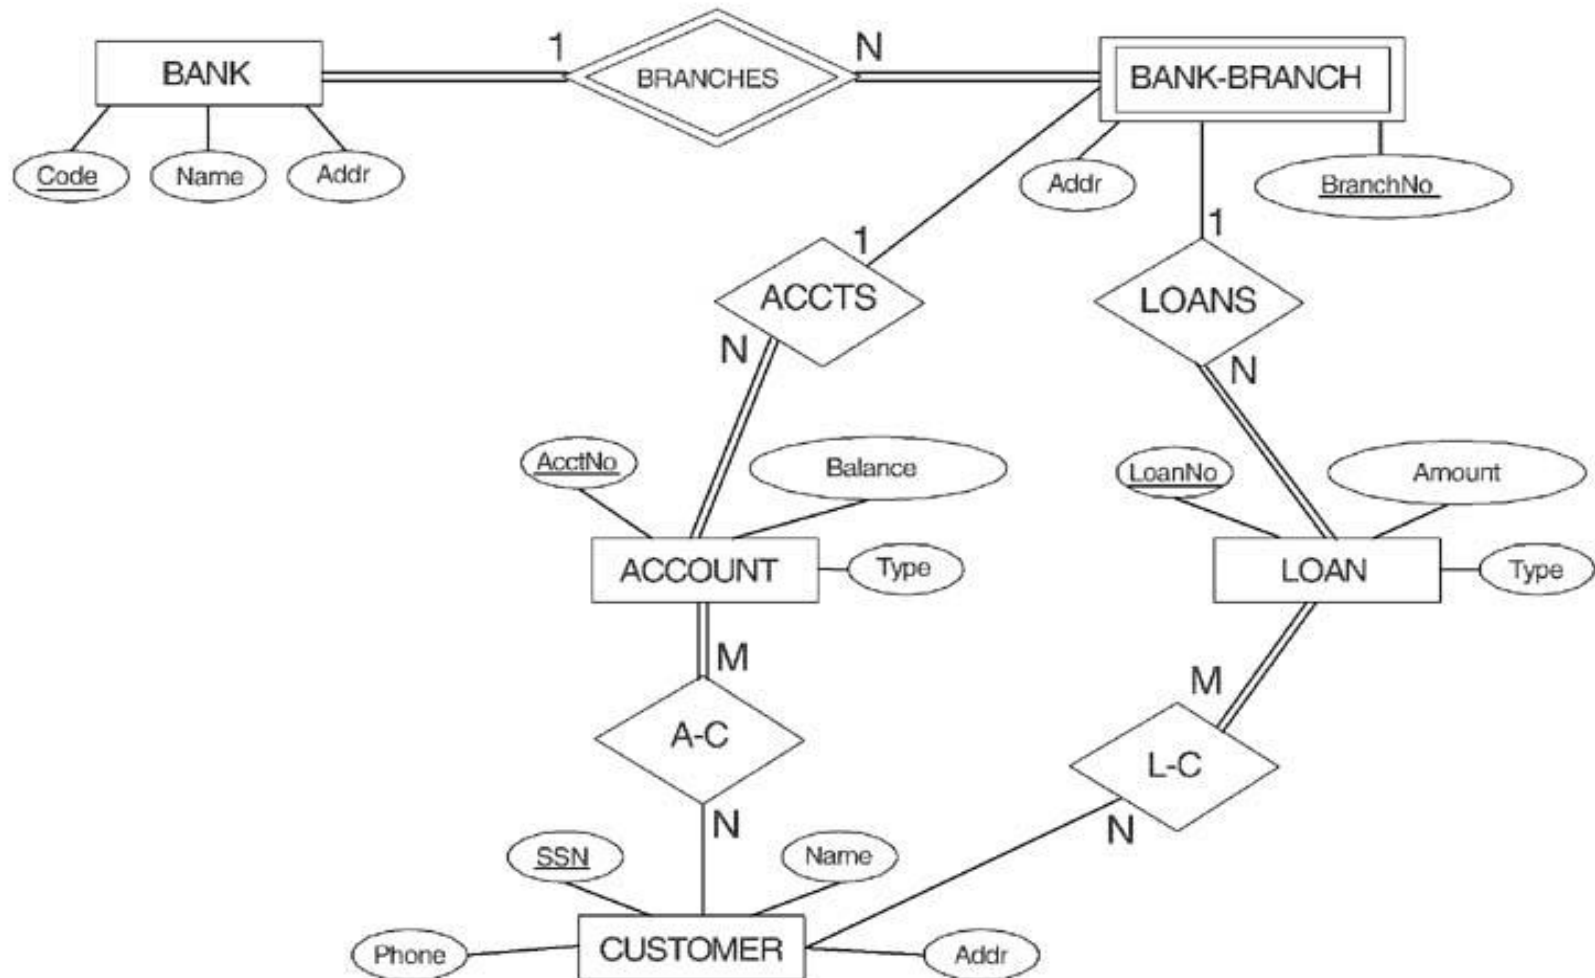 1
N
BANK
BRANCHES
BANK-BRANCH
Code
Name
Addr
Addr
BranchNo
1
1
ACCTS
LOANS
N
N
AcctNo
Balance
LoanNo
Amount
ACCOUNT
Type
LOAN
Type
M
M
A-C
L-C
N
N
SSN
Name
Phone
CUSTOMER
Addr